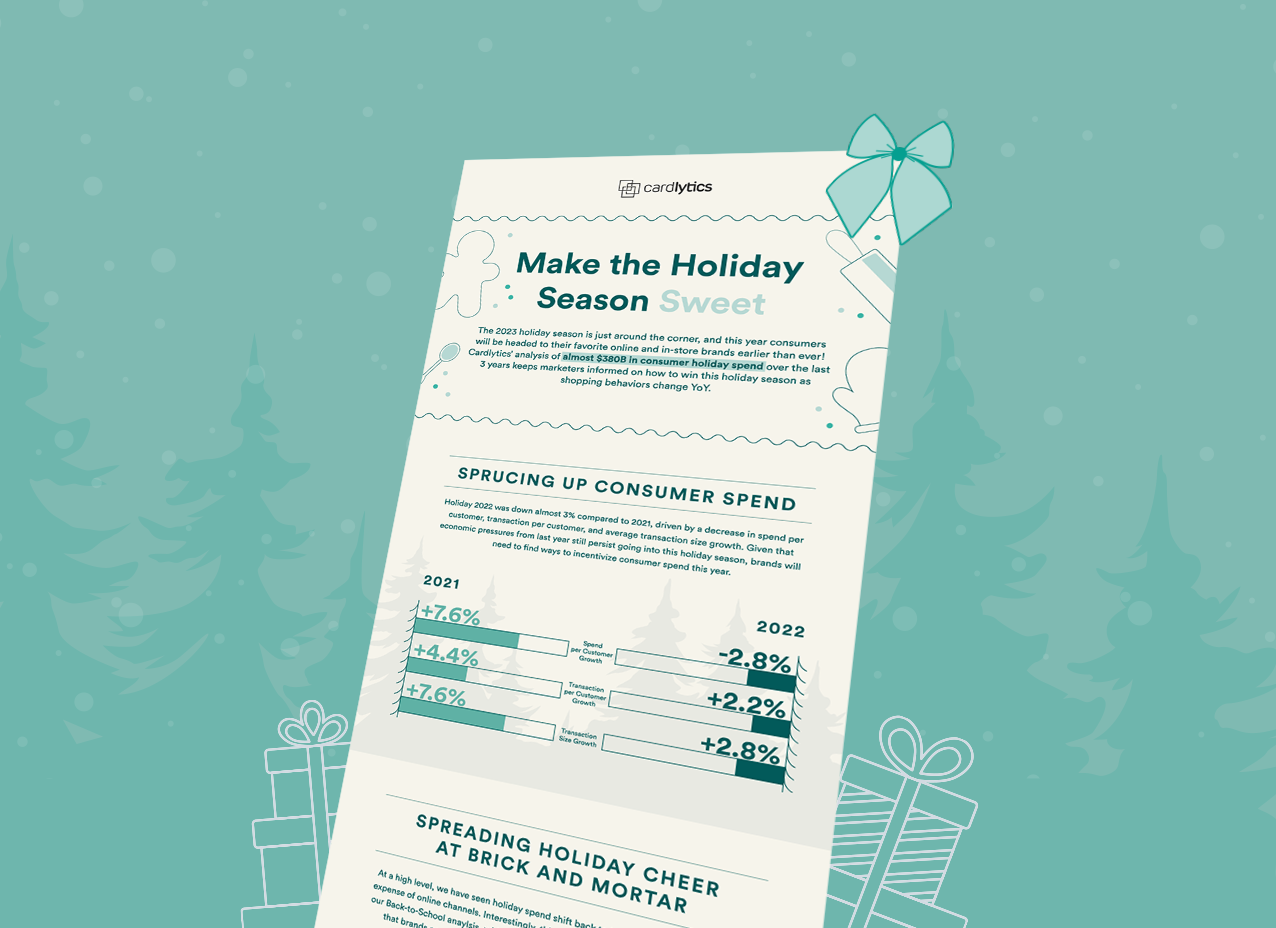 cardlytics
Make the Holiday
Season Sweet
The 2023 holiday season is just around the corner, and this year consumers
will be headed to their favorite online and in-store brands earlier than ever!
Cardlytics' analysis of almost $380B in consumer holiday spend over the last
3 years keeps marketers informed on how to win this holiday season as
shopping behaviors change YoY.
SPRUCING UP CONSUMER SPEND
Holiday 2022 was down almost 3% compared to 2021, driven by a decrease in spend per
customer, transaction per customer, and average transaction size growth. Given that
economic pressures from last year still persist going into this holiday season, brands will
need to find ways to incentivize consumer spend this year.
2021
2022
+7.6%
Spend
per Customer
Growth
-2.8%
+4.4%
Transaction
per Customer
Growth
+2.2%
+7.6%
Transaction
Size Growth
+2.8%
SPREADING HOLIDAY CHEER
AT BRICK AND MORTAR
At a high level, we have seen holiday spend shift back
expense of online channels. Interestingly,
our Back-to-School anaylsis
that brands